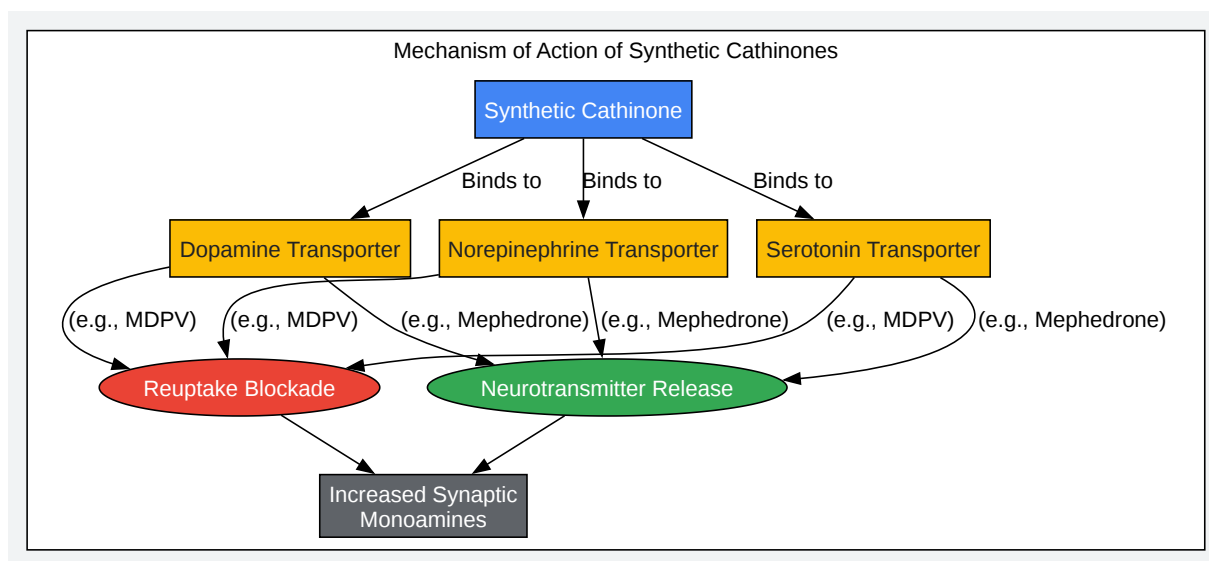 Mechanism of Action of Synthetic Cathinones
Synthetic Cathinone
Binds to
Binds to
Binds to
Dopamine Transporter
Norepinephrine Transporter
Serotonin Transporter
(e.g., MDPV)
(e.g., MDPV)
(e.g., Mephedrone)
(e.g., Mephedrone)
(e.g., MDPV)
(e.g., Mephedrone)
Reuptake Blockade
Neurotransmitter Release
Increased Synaptic
Monoamines